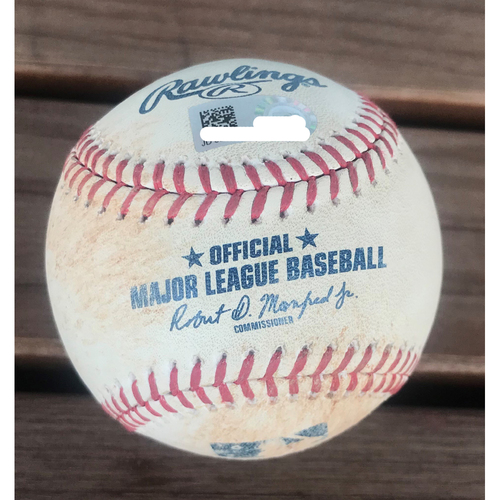 Rawlings
R
OFFICIAL
MAJOR LEAGUE BASEBALL
Robert D. Manfred Jr.
COMMISSIONER